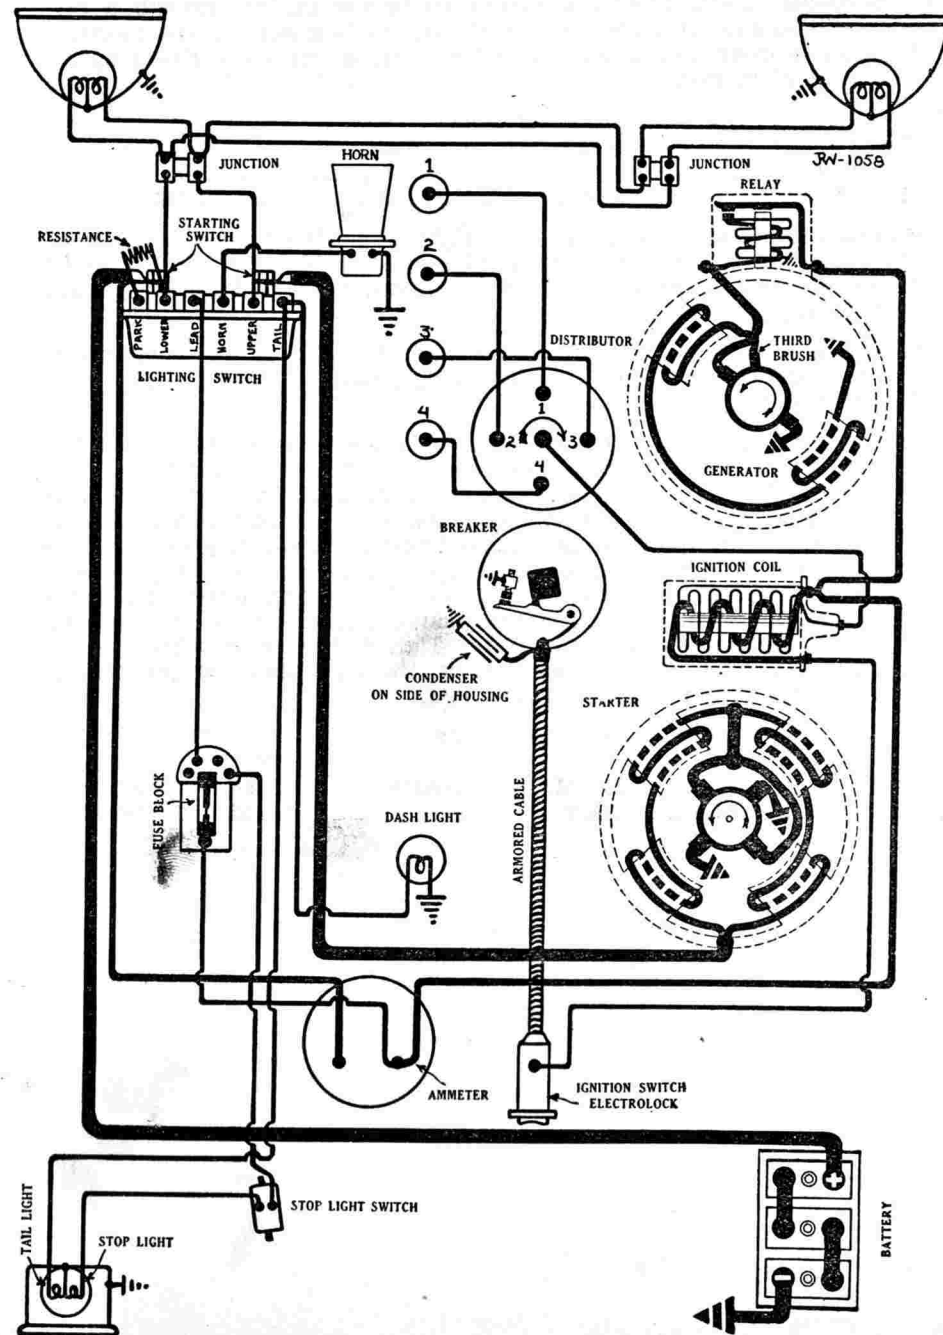 JUNCTION
HORN
1
JUNCTION
JRW-1058
RELAY
RESISTANCE
STARTING
SWITCH
2
PARK
LOWER
LEAD
HORN
UPPER
TAIL
LIGHTING SWITCH
3
DISTRIBUTOR
THIRD
BRUSH
4
1
2
3
4
GENERATOR
BREAKER
IGNITION COIL
CONDENSER
ON SIDE OF HOUSING
STARTER
FUSE BLOCK
DASH LIGHT
ARMORED CABLE
AMMETER
IGNITION SWITCH
ELECTROLOCK
STOP LIGHT SWITCH
TAIL LIGHT
STOP LIGHT
BATTERY
+
−